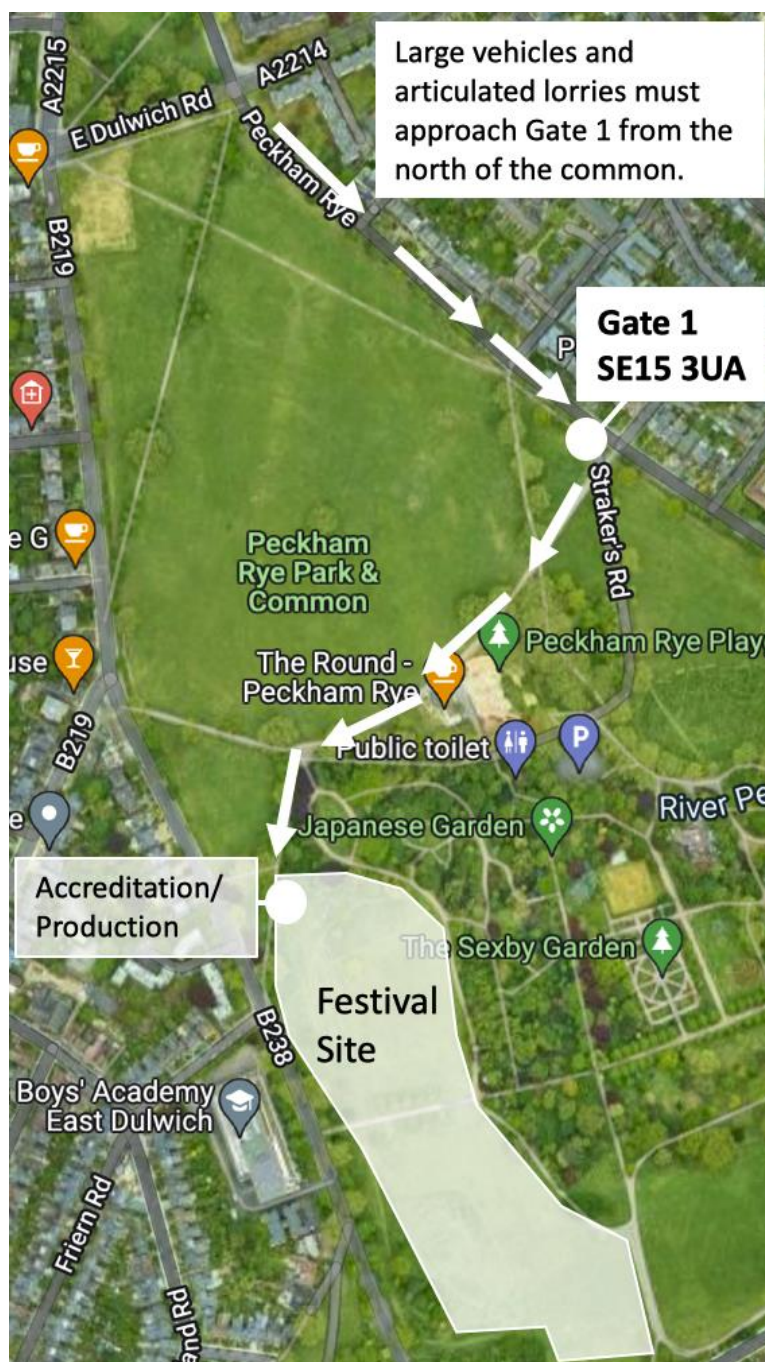 A2215
A2214
E Dulwich Rd
Peckham Rye
Large vehicles and
articulated lorries must
approach Gate 1 from the
north of the common.
B219
Gate 1
SE15 3UA
P
Straker's Rd
e G
Peckham
Rye Park &
Common
Peckham Rye Play
use
The Round -
Peckham Rye
B219
Public toilet
P
River Pe
e
Japanese Garden
Accreditation/
Production
The Sexby Garden
Festival
Site
B238
Boys' Academy
East Dulwich
Friern Rd
and Rd